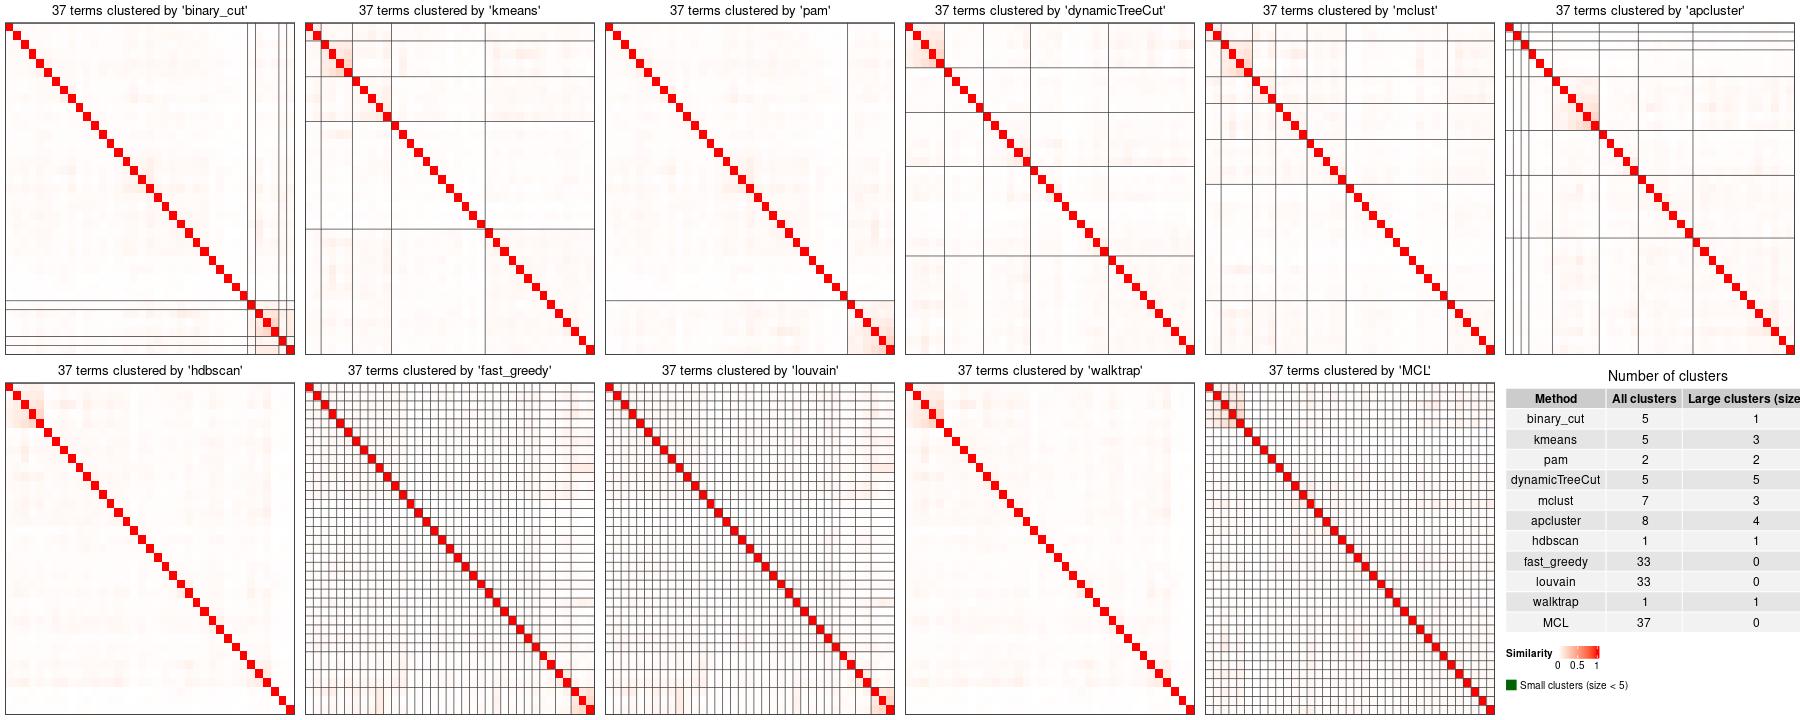 37 terms clustered by 'binary_cut'
37 terms clustered by 'kmeans'
37 terms clustered by 'pam'
37 terms clustered by 'dynamicTreeCut'
37 terms clustered by 'mclust'
37 terms clustered by 'apcluster'
37 terms clustered by 'hdbscan'
37 terms clustered by 'fast_greedy'
37 terms clustered by 'louvain'
37 terms clustered by 'walktrap'
37 terms clustered by 'MCL'
Number of clusters
Method All clusters Large clusters (size
binary_cut 5 1
kmeans 5 3
pam 2 2
dynamicTreeCut 5 5
mclust 7 3
apcluster 8 4
hdbscan 1 1
fast_greedy 33 0
louvain 33 0
walktrap 1 1
MCL 37 0
Similarity
0 0.5 1
Small clusters (size < 5)